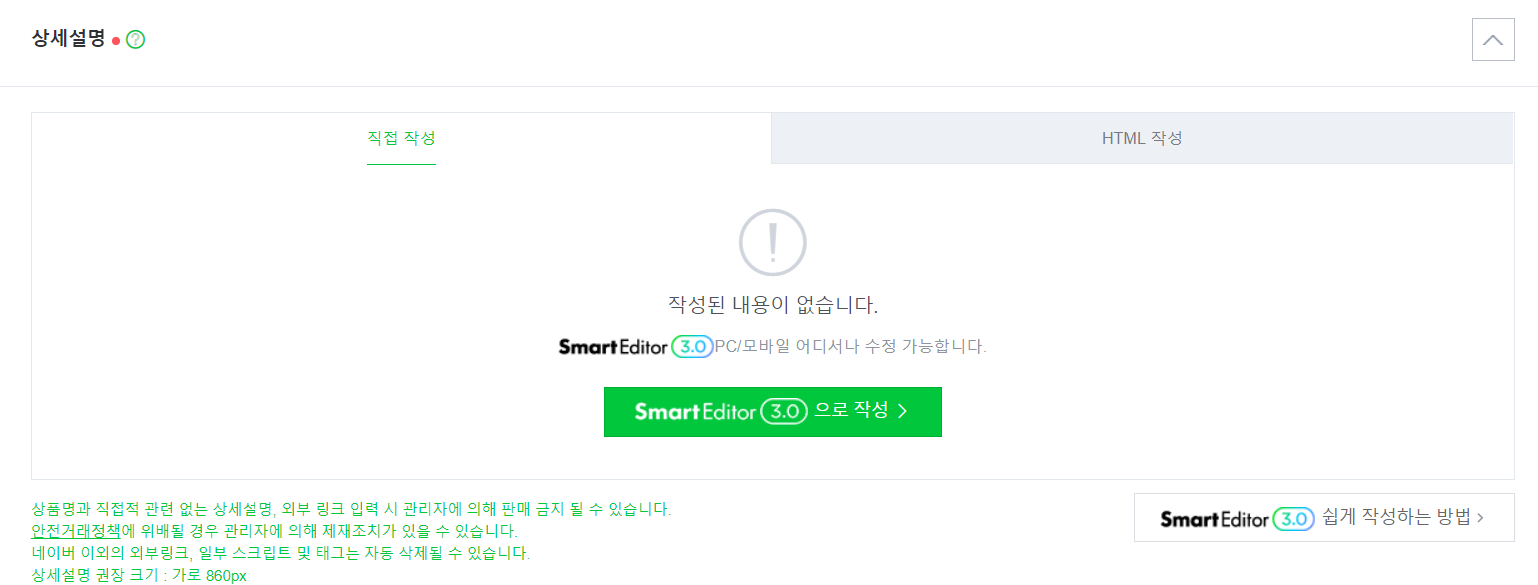 상세설명
직접 작성
HTML 작성
작성된 내용이 없습니다.
SmartEditor 3.0 PC/모바일 어디서나 수정 가능합니다.
SmartEditor 3.0 으로 작성
상품명과 직접적 관련 없는 상세설명, 외부 링크 입력 시 관리자에 의해 판매 금지 될 수 있습니다.
안전거래정책에 위배될 경우 관리자에 의해 제재조치가 있을 수 있습니다.
네이버 이외의 외부링크, 일부 스크립트 및 태그는 자동 삭제될 수 있습니다.
상세설명 권장 크기 : 가로 860px
SmartEditor 3.0 쉽게 작성하는 방법